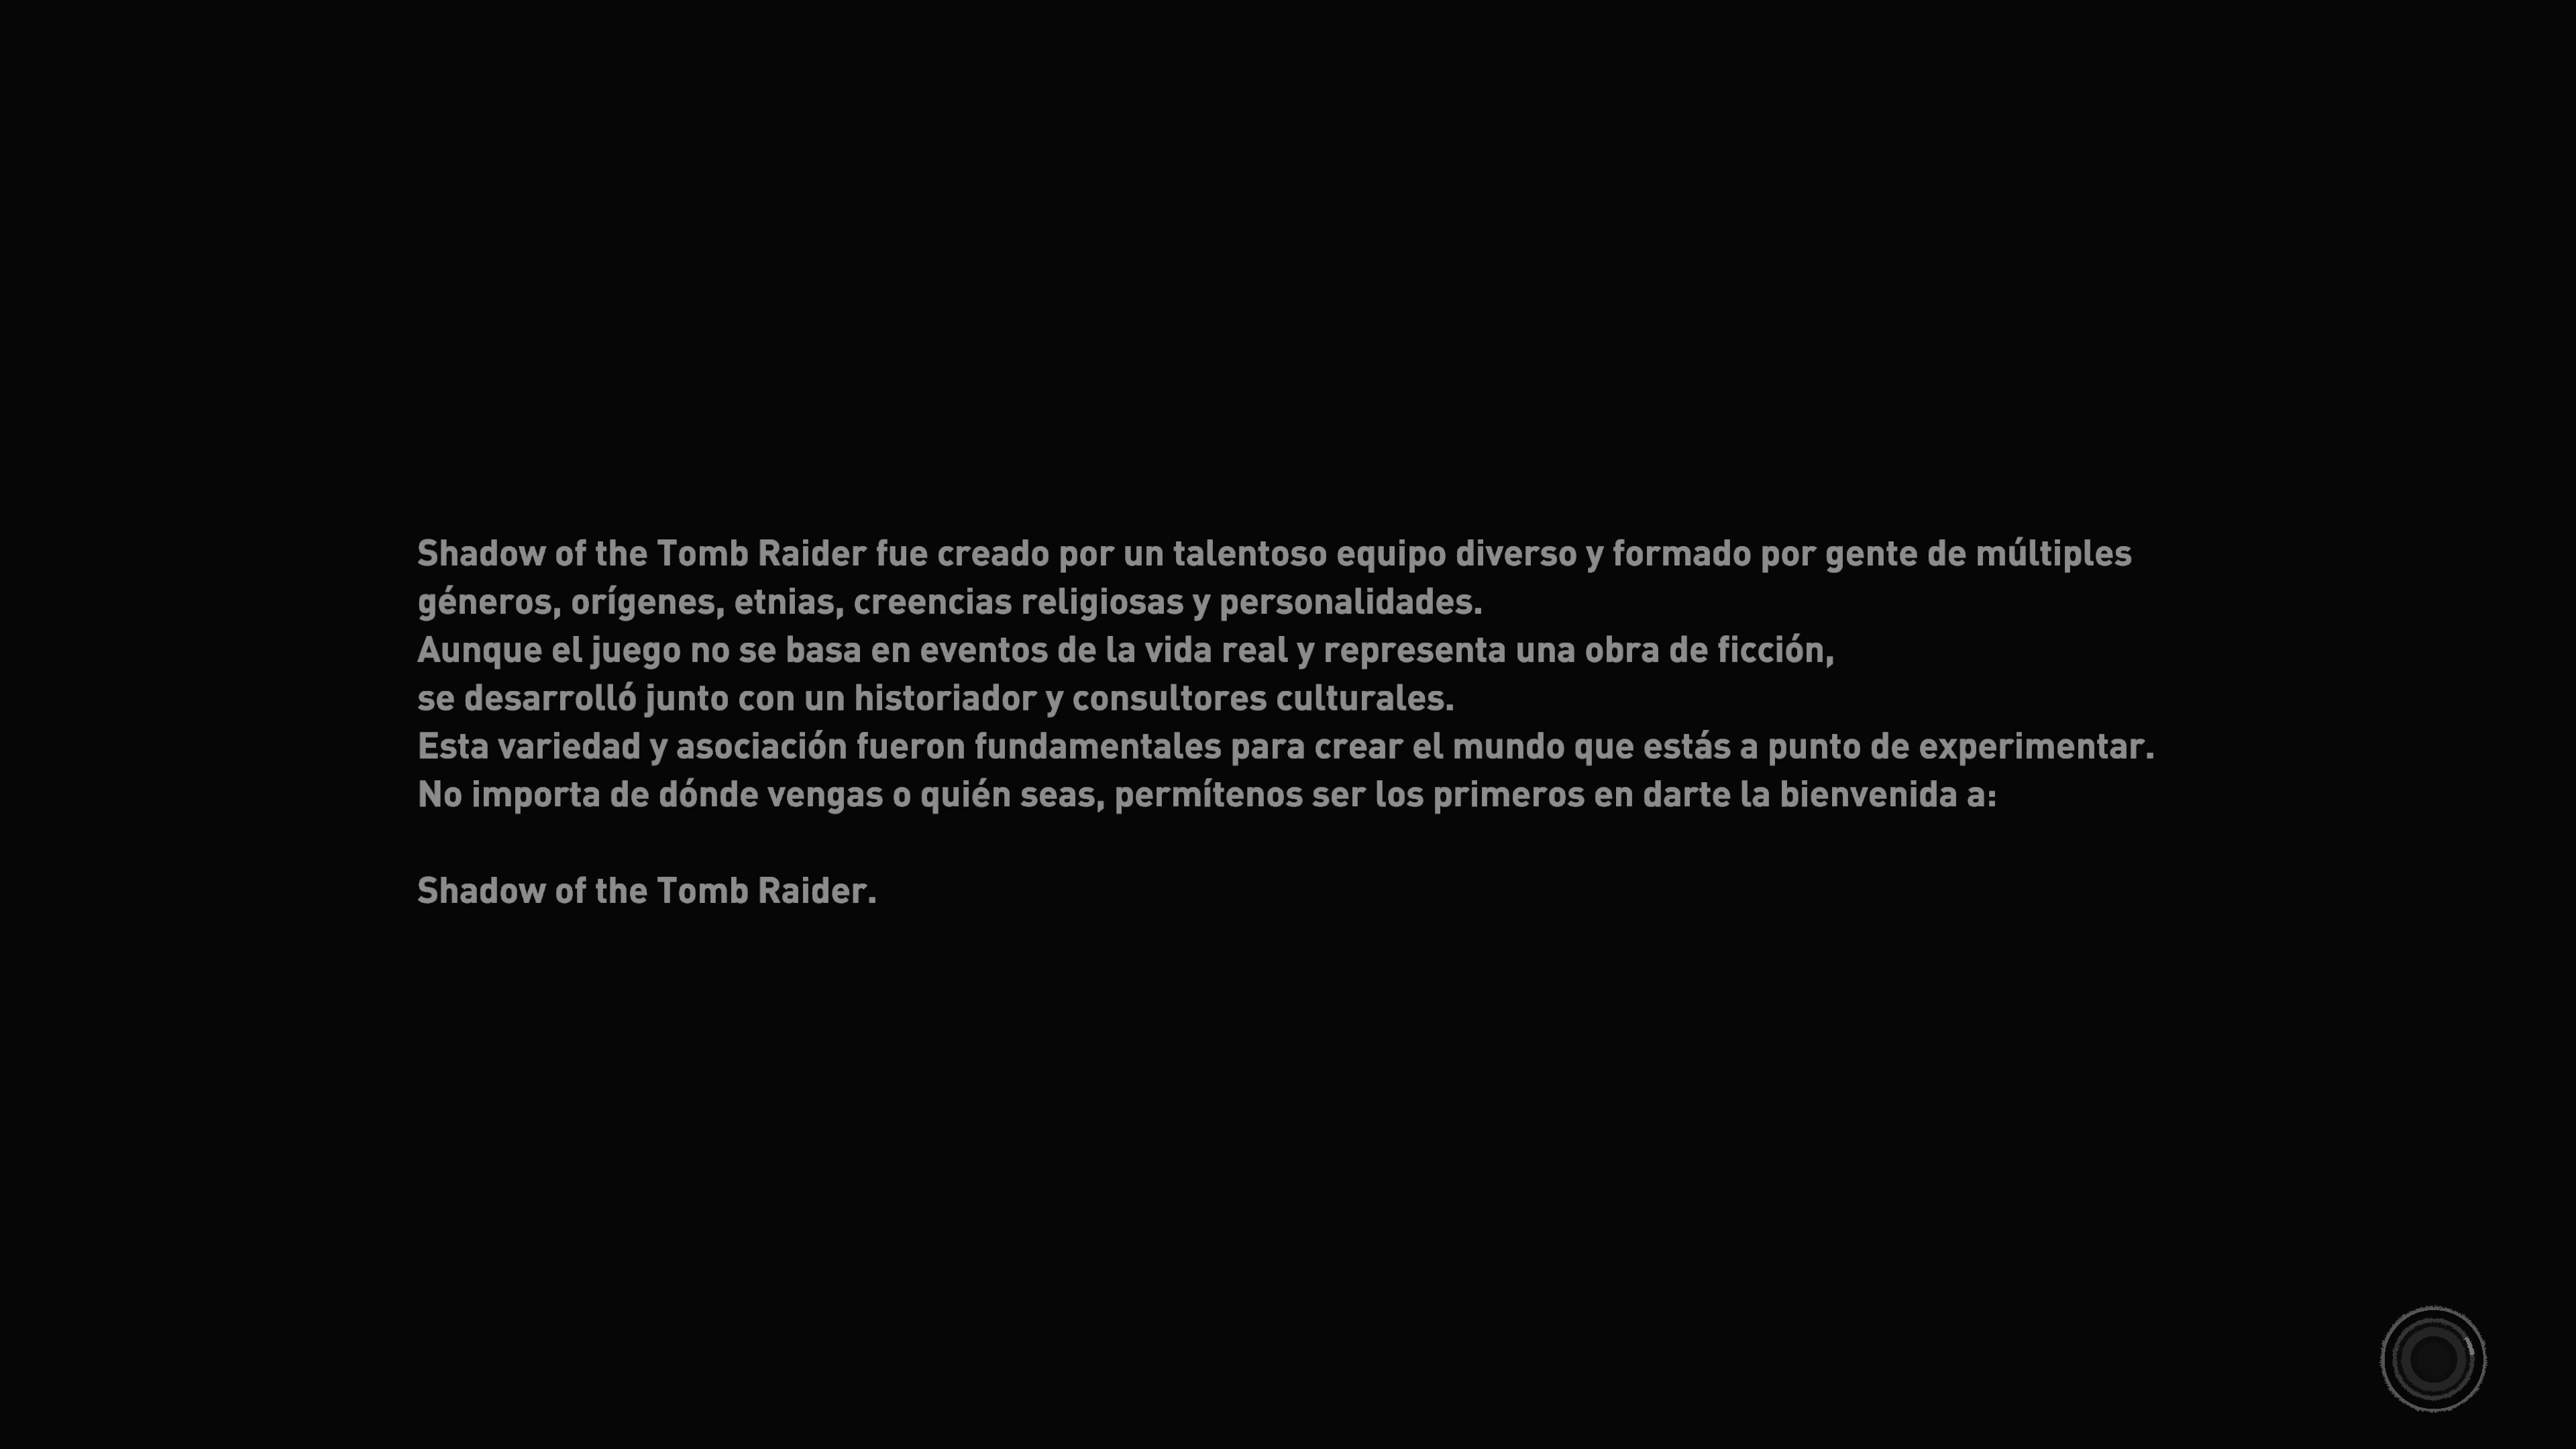 Shadow of the Tomb Raider fue creado por un talentoso equipo diverso y formado por gente de múltiples
géneros, orígenes, etnias, creencias religiosas y personalidades.
Aunque el juego no se basa en eventos de la vida real y representa una obra de ficción,
se desarrolló junto con un historiador y consultores culturales.
Esta variedad y asociación fueron fundamentales para crear el mundo que estás a punto de experimentar.
No importa de dónde vengas o quién seas, permítenos ser los primeros en darte la bienvenida a:
Shadow of the Tomb Raider.